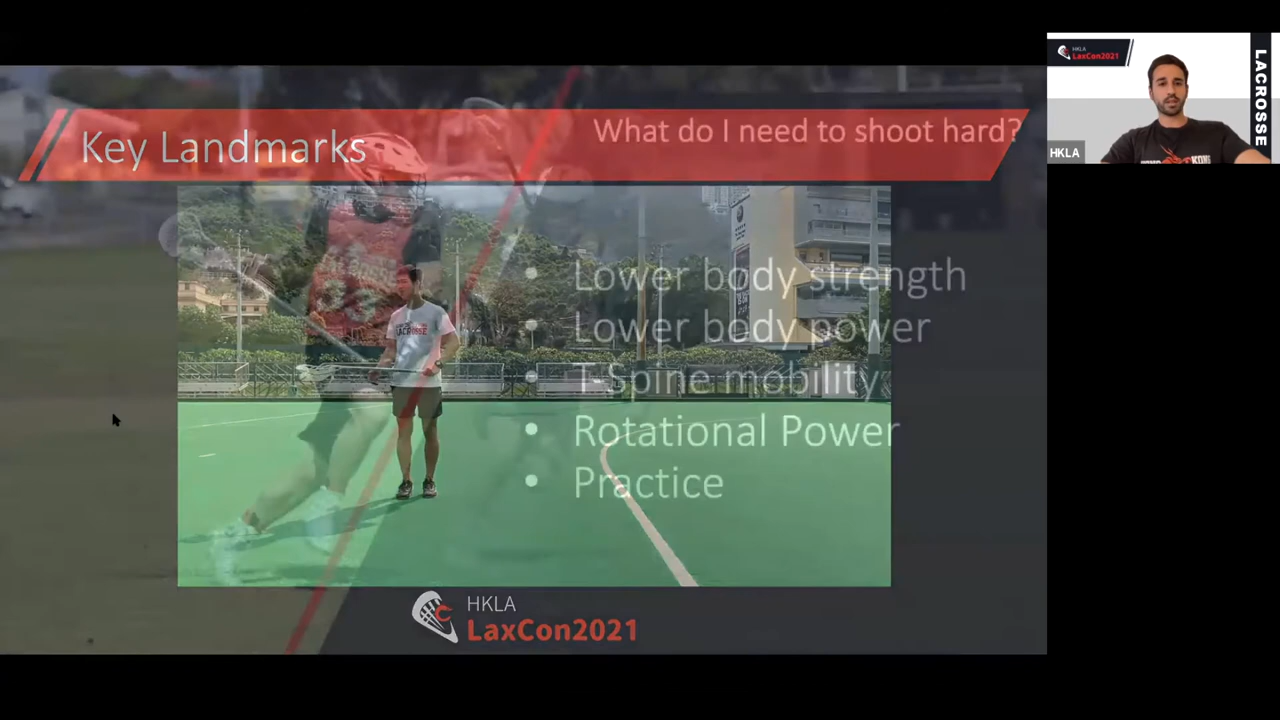 Key Landmarks
What do I need to shoot hard?
• Lower body strength
• Lower body power
• T-Spine mobility
• Rotational Power
• Practice
LACROSSE
HKLA
LaxCon2021
HKLA
LaxCon2021
HKLA
LACROSSE